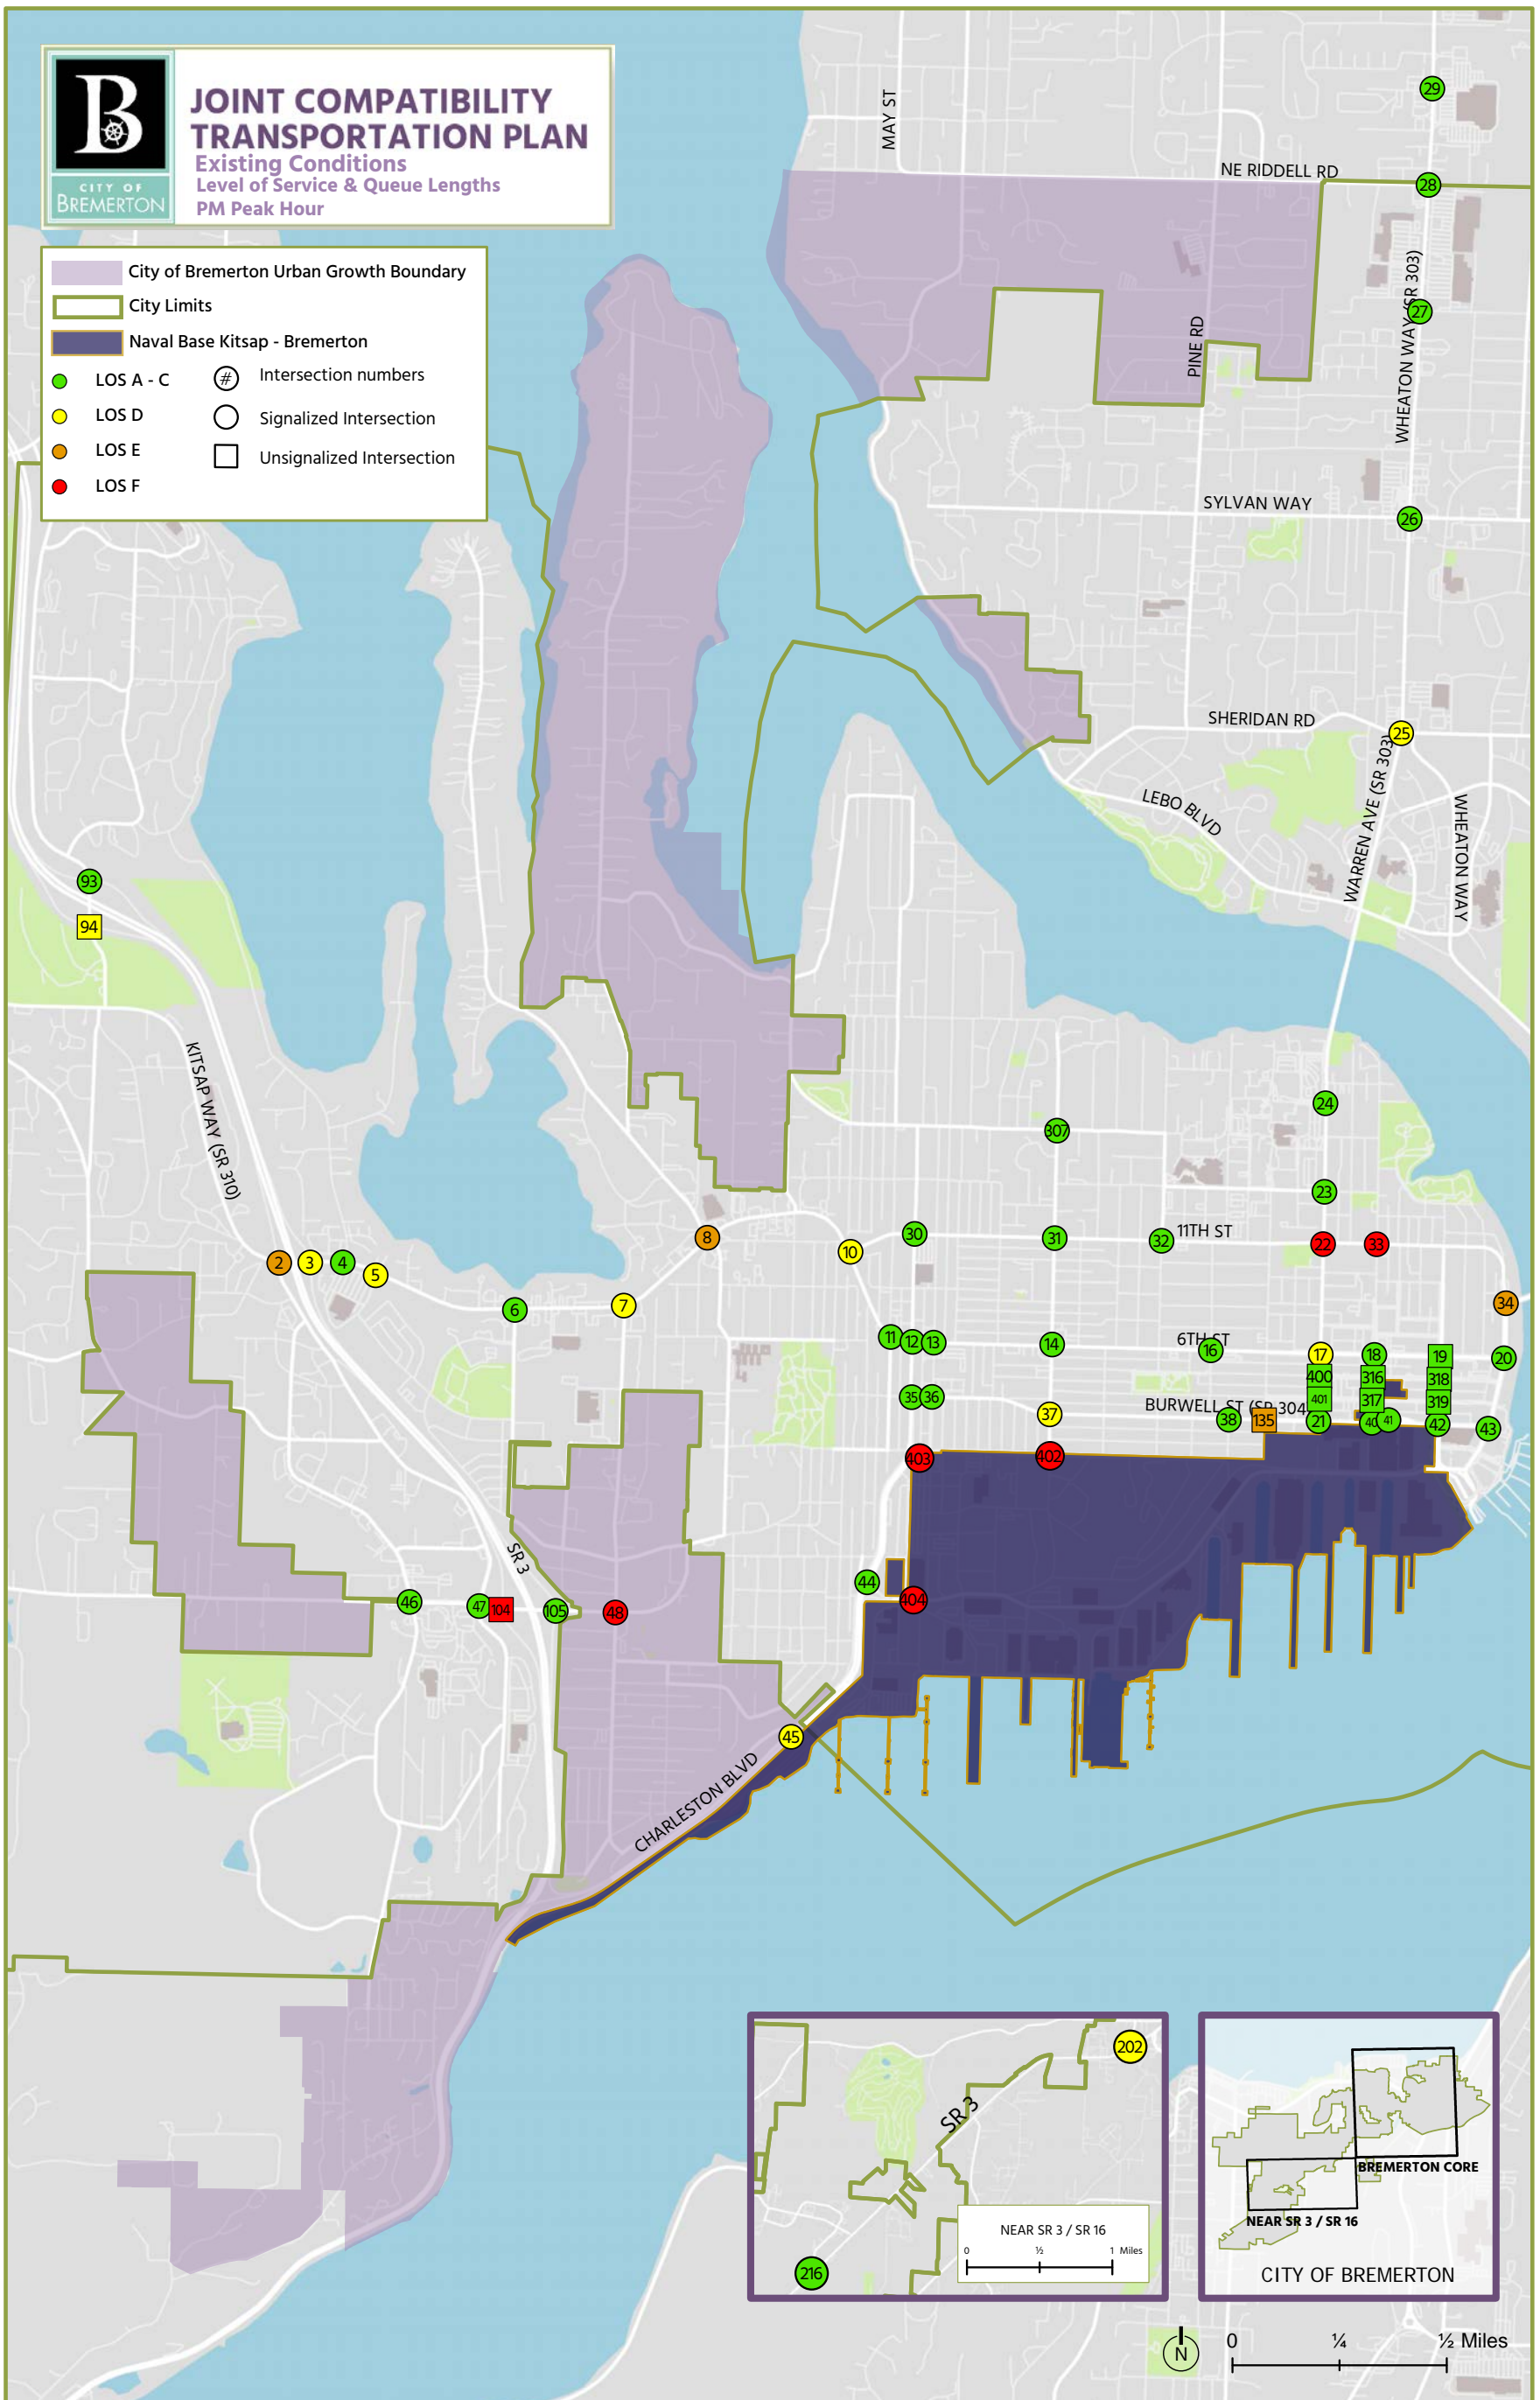 B
CITY OF
BREMERTON
JOINT COMPATIBILITY
TRANSPORTATION PLAN
Existing Conditions
Level of Service & Queue Lengths
PM Peak Hour
City of Bremerton Urban Growth Boundary
City Limits
Naval Base Kitsap - Bremerton
LOS A - C
LOS D
LOS E
LOS F
# Intersection numbers
Signalized Intersection
Unsignalized Intersection
MAY ST
29
NE RIDDELL RD
28
WHEATON WAY (SR 303)
27
PINE RD
SYLVAN WAY
26
SHERIDAN RD
25
LEBO BLVD
WARREN AVE (SR 303)
WHEATON WAY
93
94
KITSAP WAY (SR 310)
24
307
23
11TH ST
8
10
30
31
32
22
33
2
3
4
5
6
7
34
6TH ST
11
12
13
14
16
17
18
19
20
400
316
318
35
36
401
317
319
BURWELL ST (SR 304
37
38
135
21
40
41
42
43
403
402
SR 3
44
404
46
47
104
105
48
45
CHARLESTON BLVD
202
SR 3
216
NEAR SR 3 / SR 16
0 ½ 1 Miles
BREMERTON CORE
NEAR SR 3 / SR 16
CITY OF BREMERTON
N
0 ¼ ½ Miles